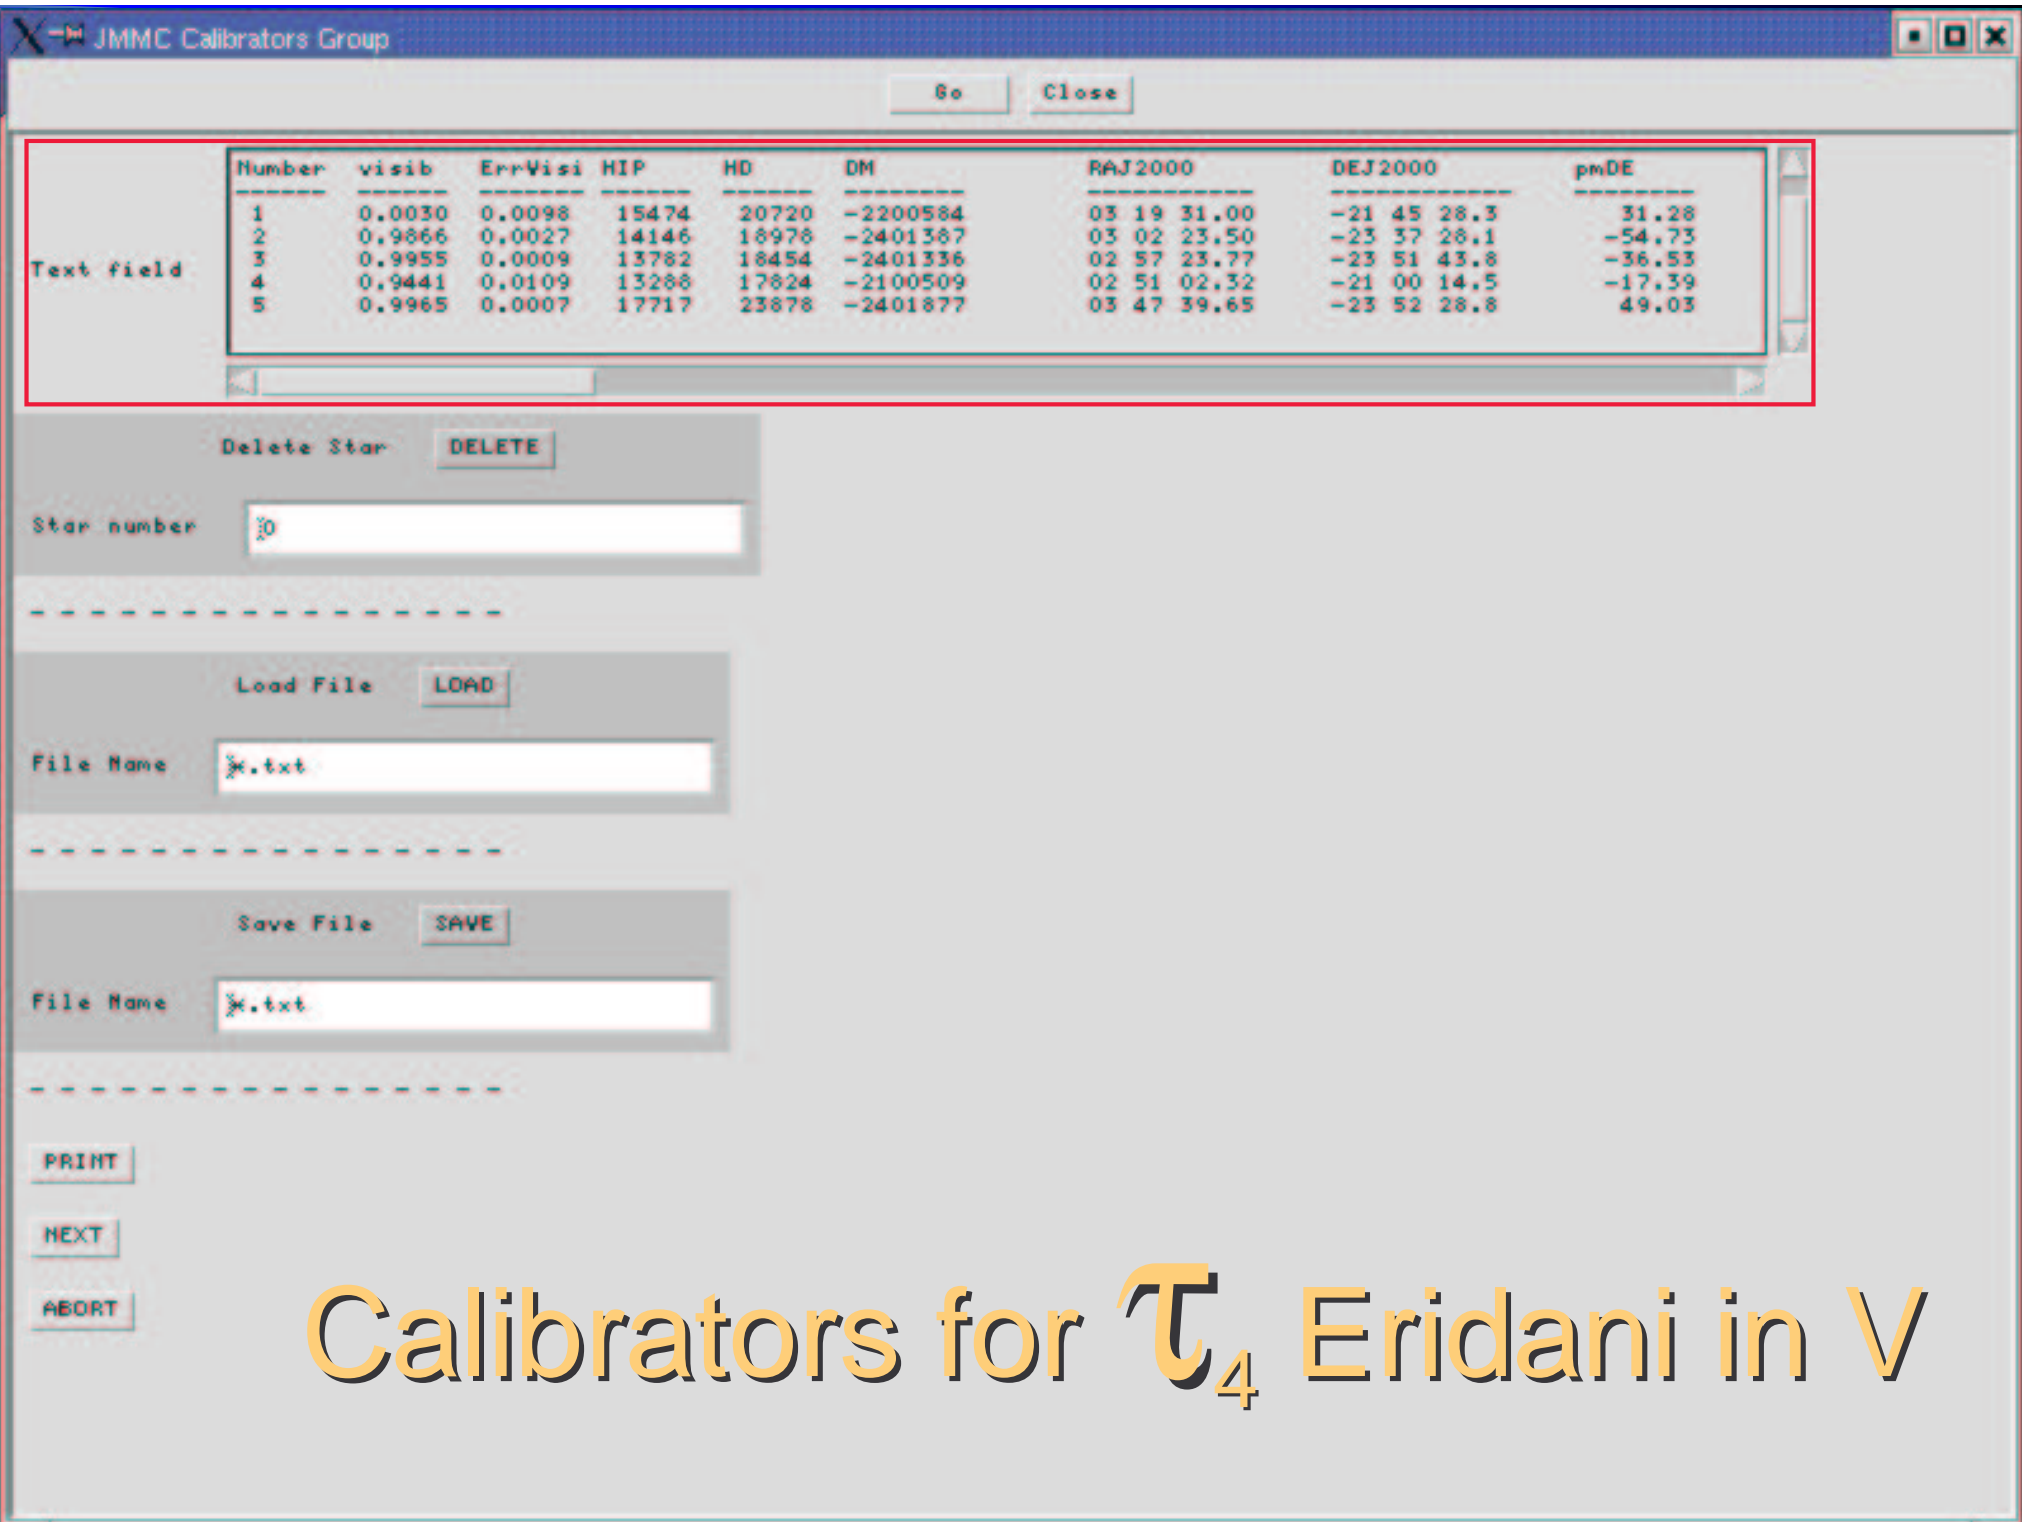 JMMC Calibrators Group
Go Close
Number visib ErrVisi HIP HD DM RAJ2000 DEJ2000 pmDE
------ ------ ------ ------ ------ -------- ----------- ------------ --------
1 0.0030 0.0098 15474 20720 -2200584 03 19 31.00 -21 45 28.3 31.28
2 0.9866 0.0027 14146 18978 -2401387 03 02 23.50 -23 37 28.1 -54.73
3 0.9955 0.0009 13782 18454 -2401336 02 57 23.77 -23 51 43.8 -36.53
4 0.9441 0.0109 13288 17824 -2100509 02 51 02.32 -21 00 14.5 -17.39
5 0.9965 0.0007 17717 23878 -2401877 03 47 39.65 -23 52 28.8 49.03
Text field
Delete Star DELETE
Star number 0
- - - - - - - - - - - - - - - -
Load File LOAD
File Name *.txt
- - - - - - - - - - - - - - - -
Save File SAVE
File Name *.txt
- - - - - - - - - - - - - - - -
PRINT
NEXT
ABORT
Calibrators for τ4 Eridani in V